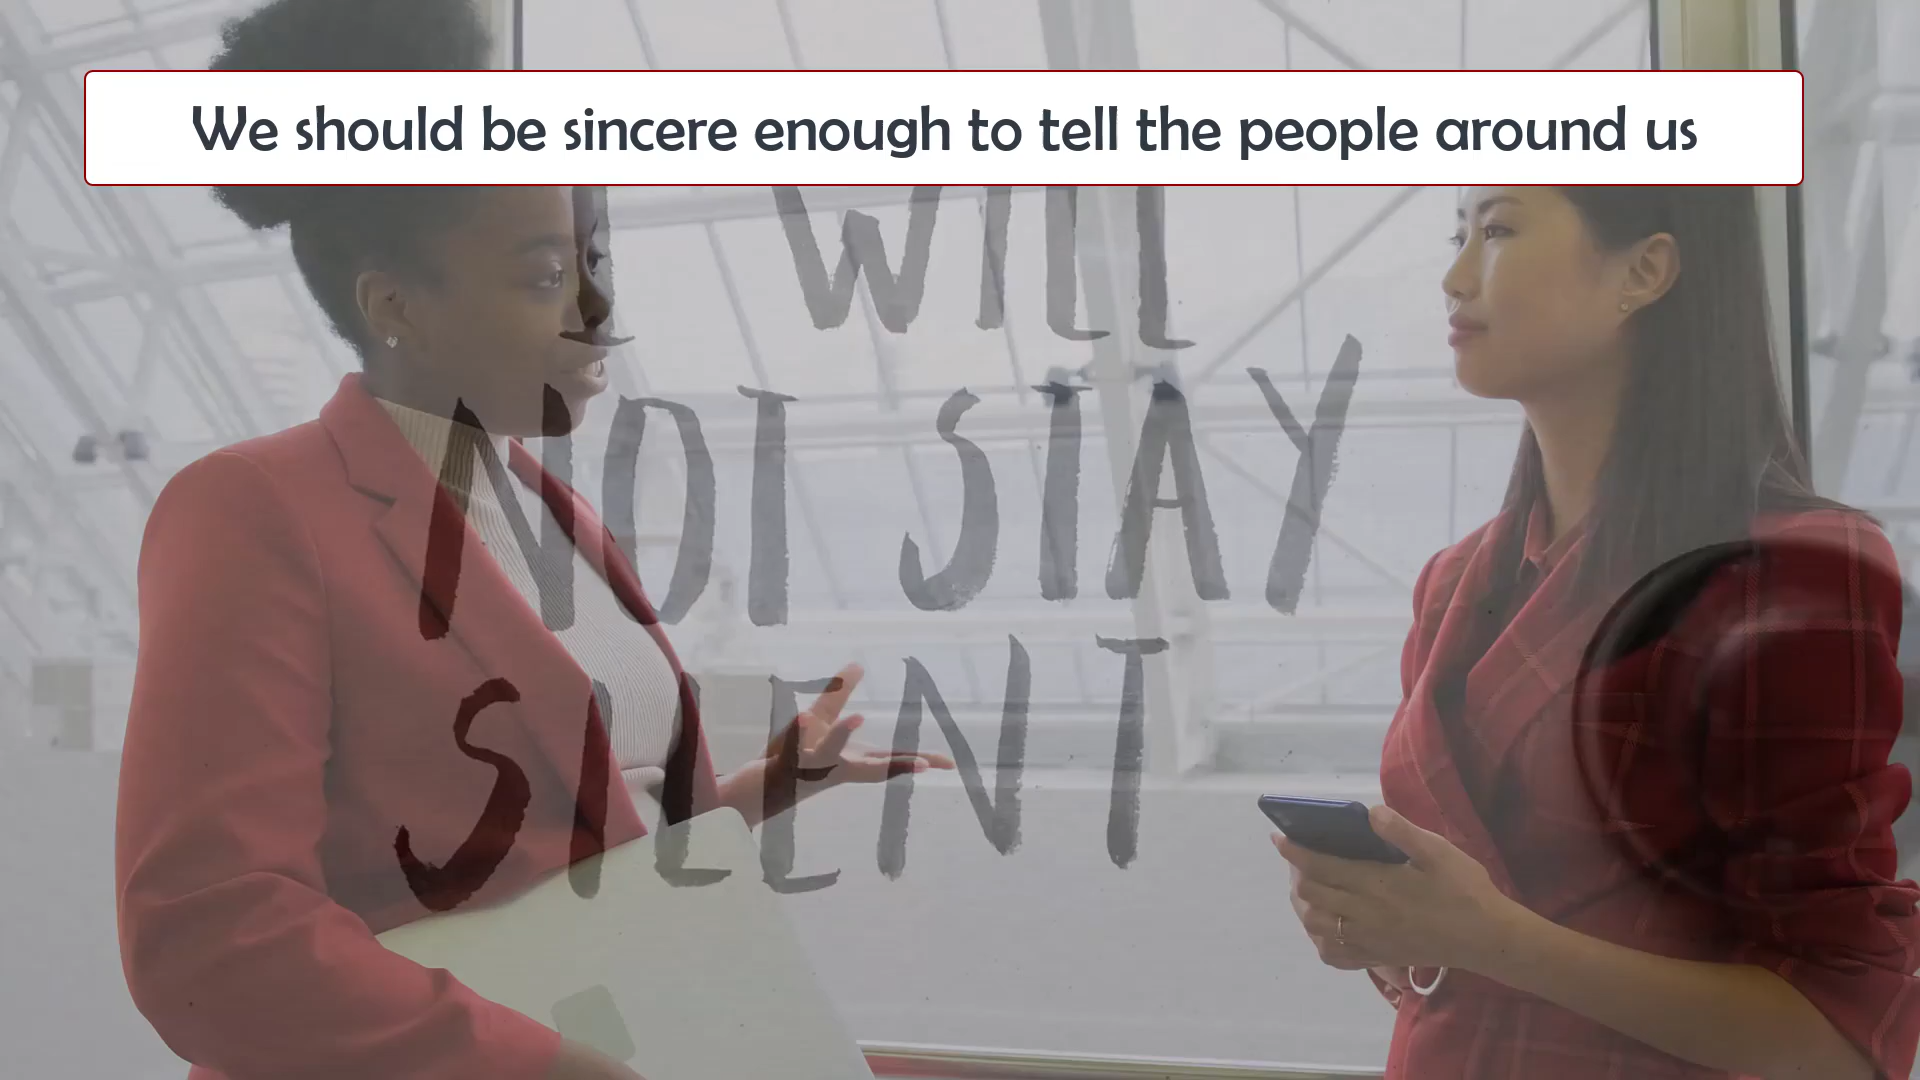 We should be sincere enough to tell the people around us
I WILL
NOT STAY
SILENT